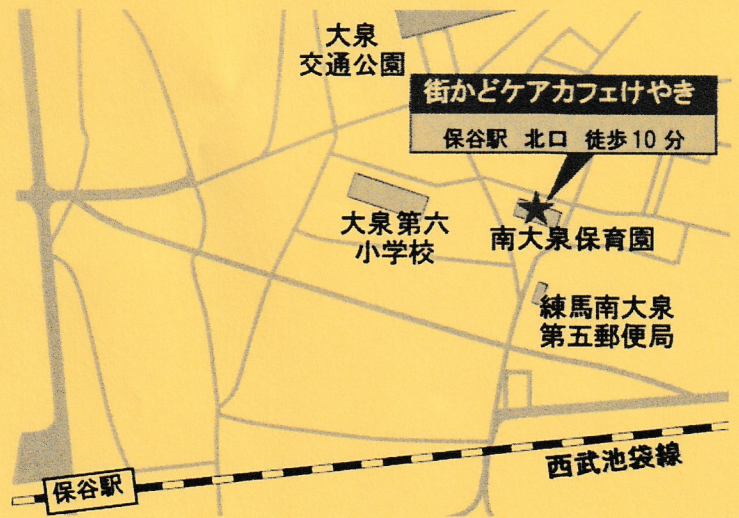 大泉
交通公園
街かどケアカフェけやき
保谷駅 北口 徒歩10分
大泉第六
小学校
南大泉保育園
練馬南大泉
第五郵便局
西武池袋線
保谷駅